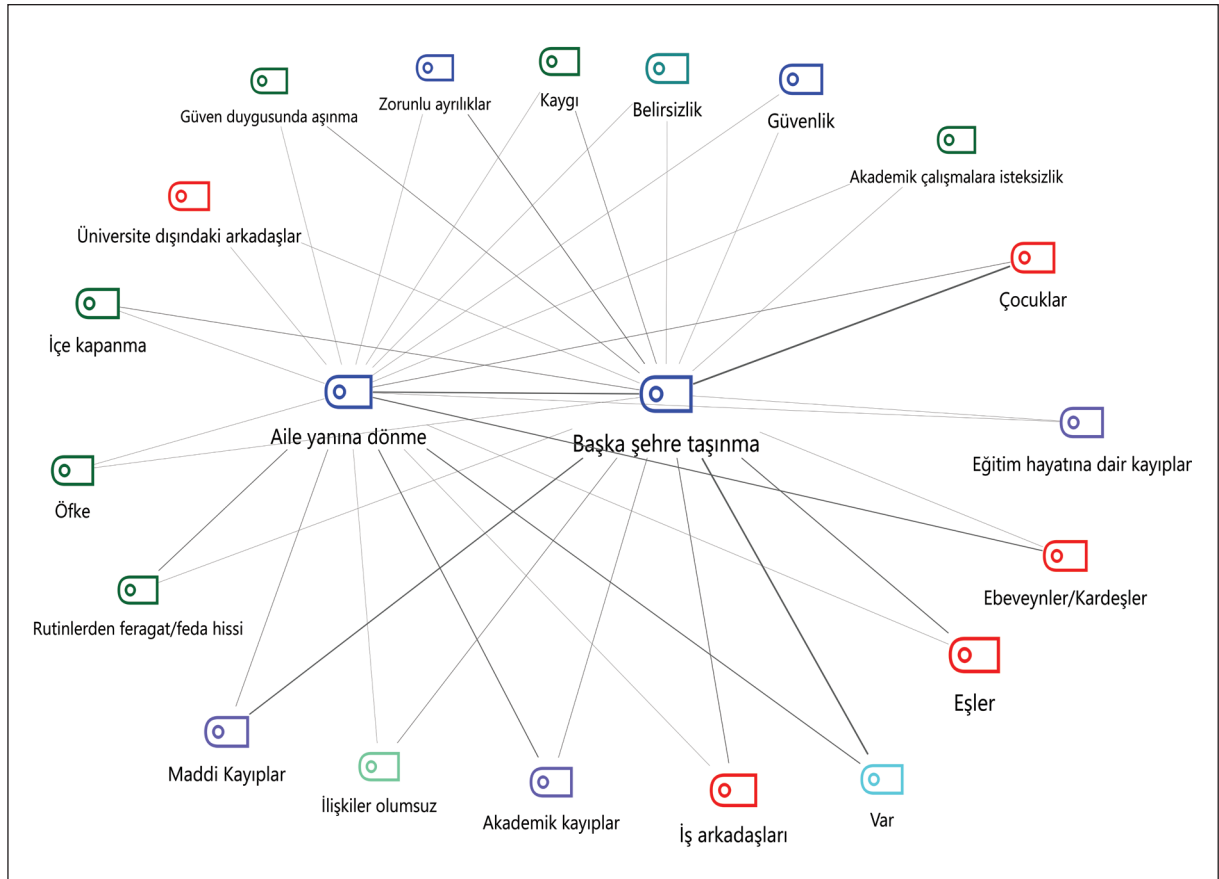 Güven duygusunda aşınma
Zorunlu ayrılıklar
Kaygı
Belirsizlik
Güvenlik
Akademik çalışmalara isteksizlik
Üniversite dışındaki arkadaşlar
Çocuklar
İçe kapanma
Aile yanına dönme
Başka şehre taşınma
Eğitim hayatına dair kayıplar
Öfke
Ebeveynler/Kardeşler
Rutinlerden feragat/feda hissi
Eşler
Maddi Kayıplar
İlişkiler olumsuz
Akademik kayıplar
İş arkadaşları
Var